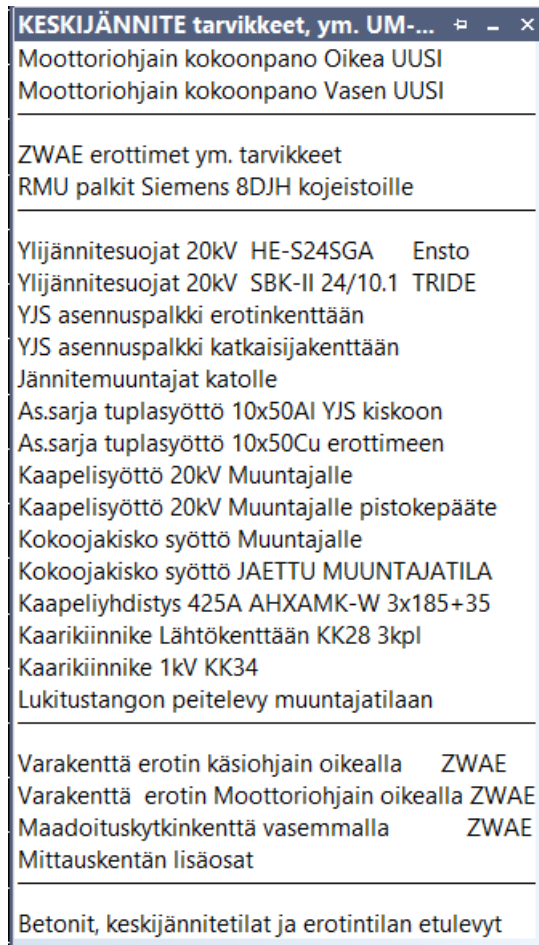 KESKIJÄNNITE tarvikkeet, ym. UM-...
Moottoriohjain kokoonpano Oikea UUSI
Moottoriohjain kokoonpano Vasen UUSI
ZWAE erottimet ym. tarvikkeet
RMU palkit Siemens 8DJH kojeistoille
Ylijännitesuojat 20kV HE-S24SGA Ensto
Ylijännitesuojat 20kV SBK-II 24/10.1 TRIDE
YJS asennuspalkki erotinkenttään
YJS asennuspalkki katkaisijakenttään
Jännitemuuntajat katolle
As.sarja tuplasyöttö 10x50Al YJS kiskoon
As.sarja tuplasyöttö 10x50Cu erottimeen
Kaapelisyöttö 20kV Muuntajalle
Kaapelisyöttö 20kV Muuntajalle pistokepääte
Kokoojakisko syöttö Muuntajalle
Kokoojakisko syöttö JAETTU MUUNTAJATILA
Kaapeliyhdistys 425A AHXAMK-W 3x185+35
Kaarikiinnike Lähtökenttään KK28 3kpl
Kaarikiinnike 1kV KK34
Lukitustangon peitelevy muuntajatilaan
Varakenttä erotin käsiohjain oikealla ZWAE
Varakenttä erotin Moottoriohjain oikealla ZWAE
Maadoituskytkinkenttä vasemmalla ZWAE
Mittauskentän lisäosat
Betonit, keskijännitetilat ja erotintilan etulevyt